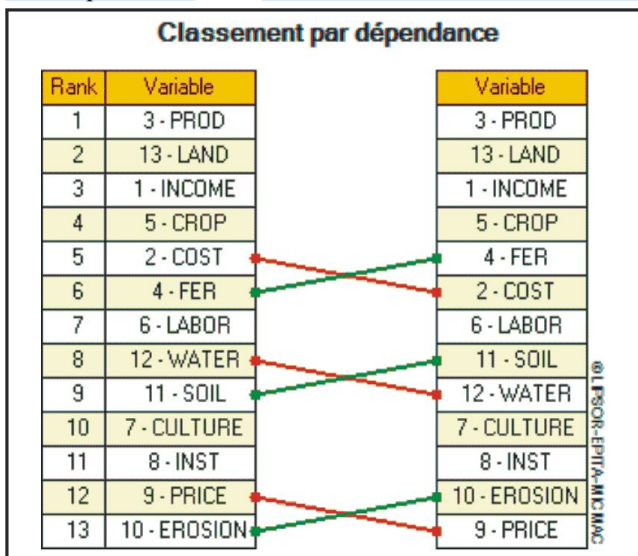 Classement par dépendance
Rank Variable Variable
1 3 - PROD 3 - PROD
2 13 - LAND 13 - LAND
3 1 - INCOME 1 - INCOME
4 5 - CROP 5 - CROP
5 2 - COST 4 - FER
6 4 - FER 2 - COST
7 6 - LABOR 6 - LABOR
8 12 - WATER 11 - SOIL
9 11 - SOIL 12 - WATER
10 7 - CULTURE 7 - CULTURE
11 8 - INST 8 - INST
12 9 - PRICE 10 - EROSION
13 10 - EROSION 9 - PRICE
© LIPSOR-EPITA-MICMAC